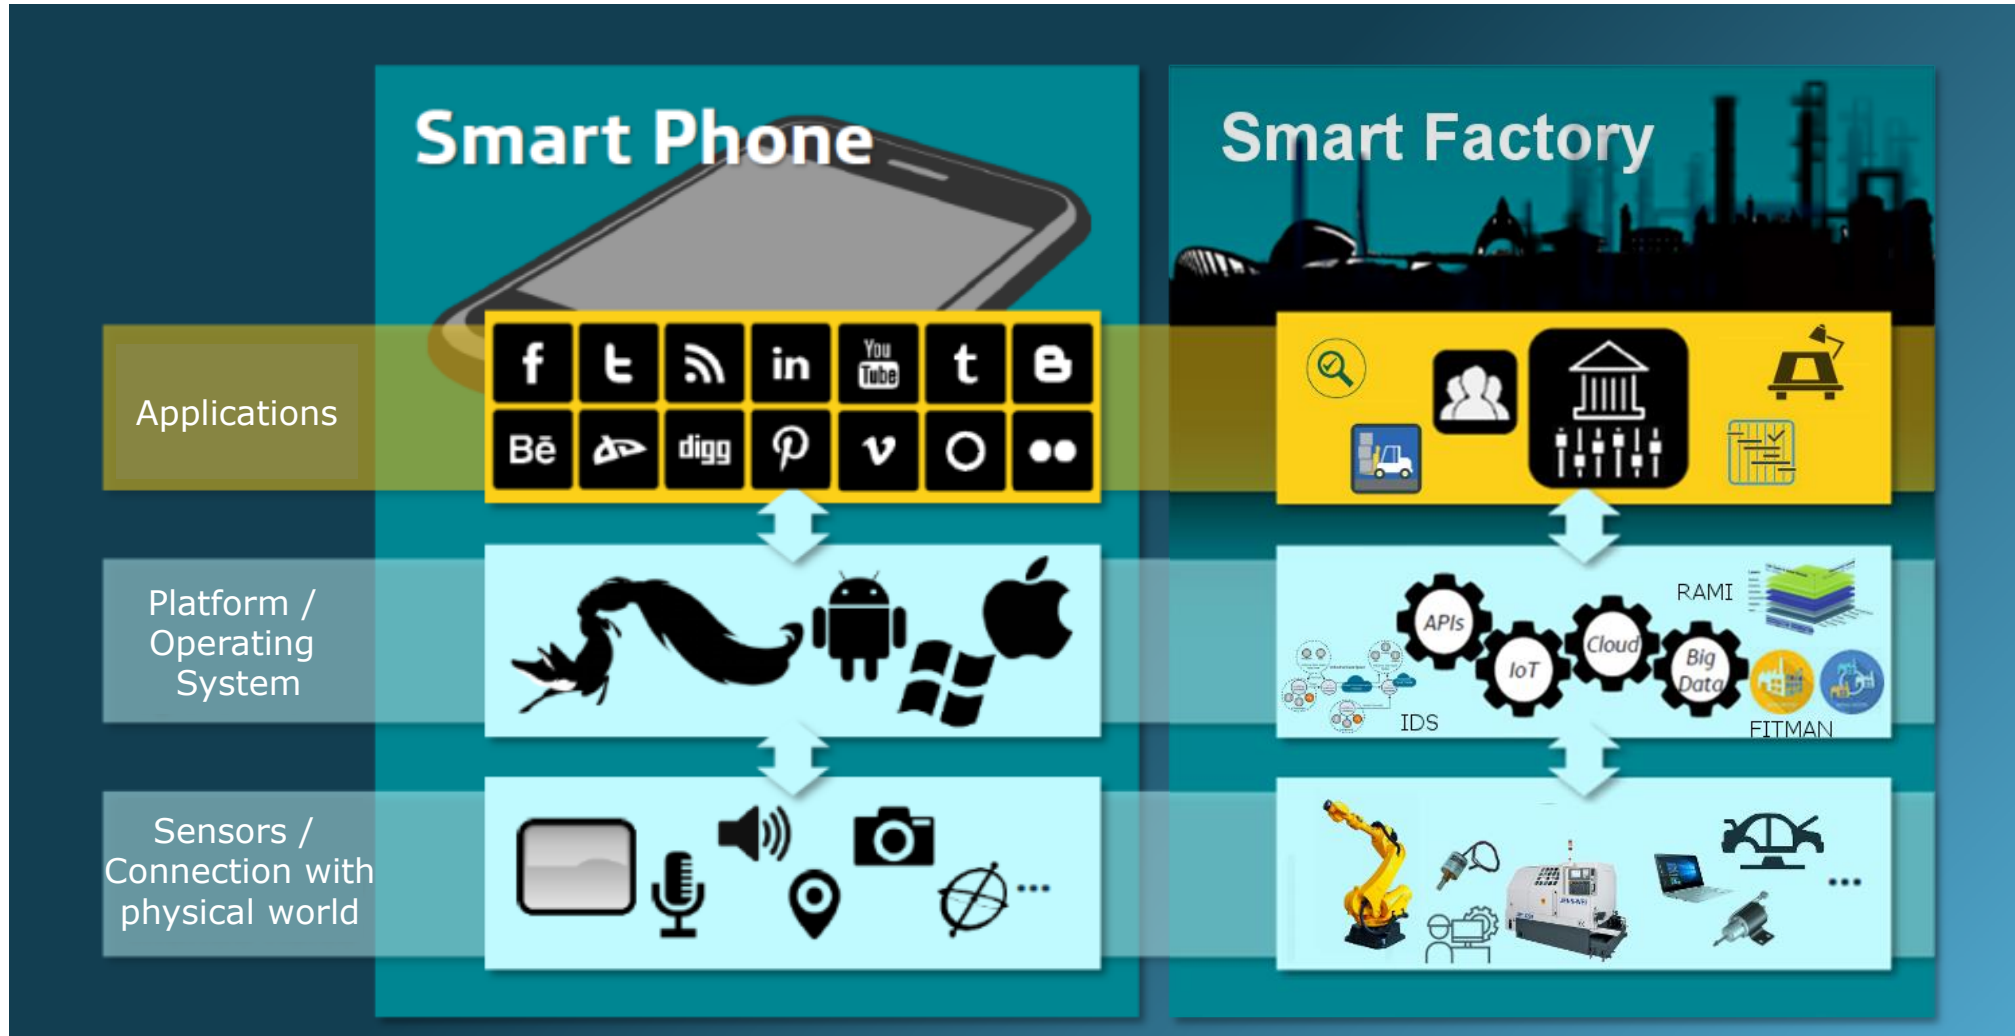 Smart Phone
Smart Factory
Applications
f
t
in
You
Tube
t
B
Bē
digg
Platform /
Operating
System
APIs
IoT
Cloud
Big
Data
RAMI
IDS
FITMAN
Sensors /
Connection with
physical world
...
...